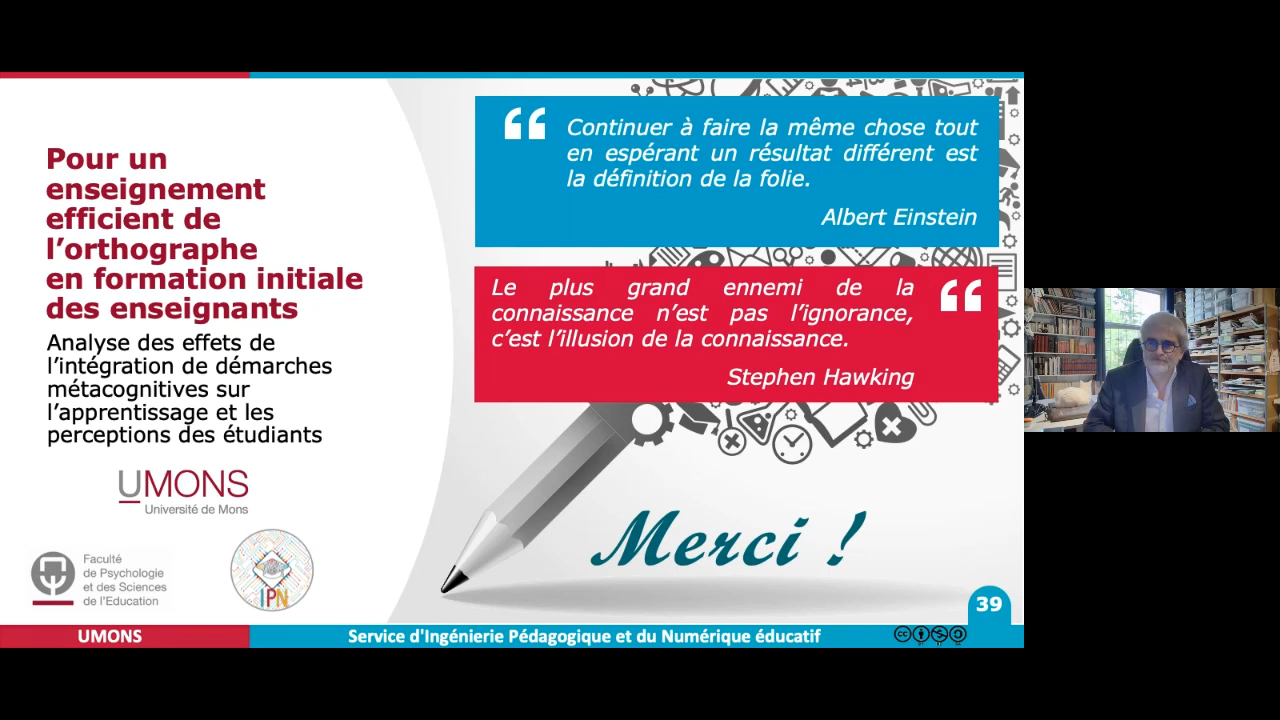 Pour un
enseignement
efficient de
l’orthographe
en formation initiale
des enseignants
Analyse des effets de
l’intégration de démarches
métacognitives sur
l’apprentissage et les
perceptions des étudiants
UMONS
Université de Mons
Faculté
de Psychologie
et des Sciences
de l’Education
IPN
“
Continuer à faire la même chose tout
en espérant un résultat différent est
la définition de la folie.
Albert Einstein
Le plus grand ennemi de la
connaissance n’est pas l’ignorance,
c’est l’illusion de la connaissance.
“
Stephen Hawking
Merci !
39
UMONS
Service d'Ingénierie Pédagogique et du Numérique éducatif
cc